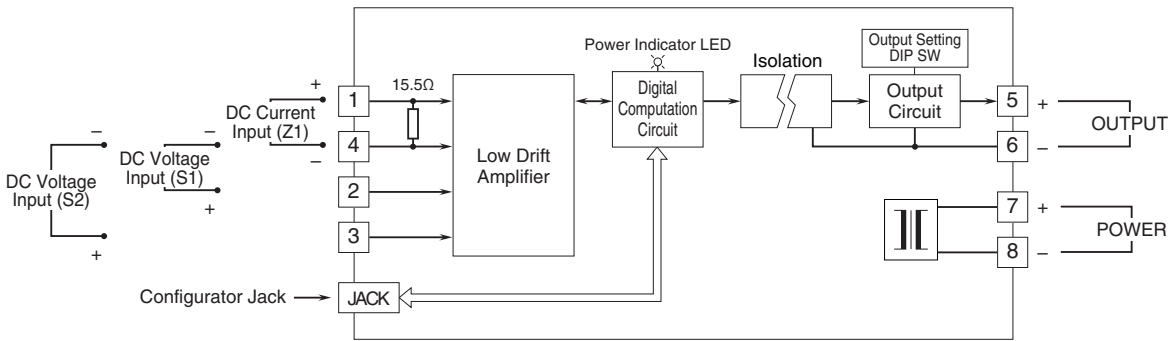 Power Indicator LED
Output Setting
DIP SW
Isolation
+
1
15.5Ω
Digital
Computation
Circuit
Output
Circuit
5
+
DC Current
Input (Z1)
OUTPUT
–
–
–
4
6
–
DC Voltage
Input (S1)
DC Voltage
Input (S2)
Low Drift
Amplifier
2
+
7
+
3
POWER
+
8
–
Configurator Jack
JACK